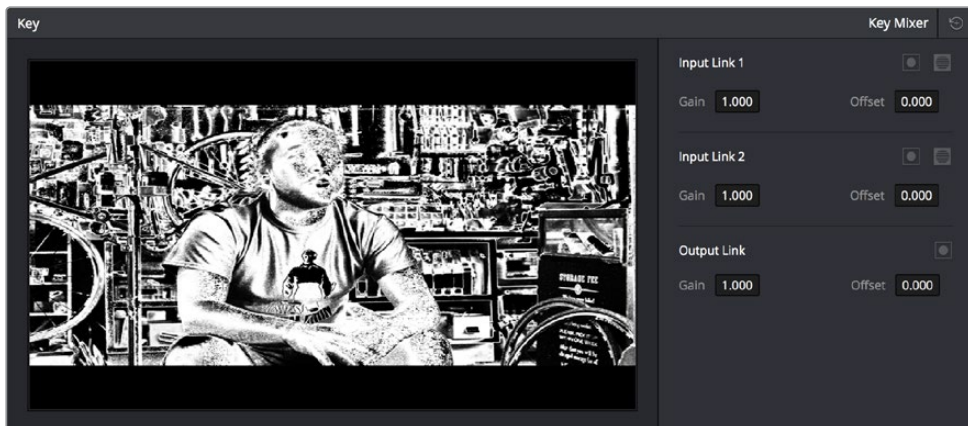 Key
Key Mixer
Input Link 1
Gain 1.000 Offset 0.000
Input Link 2
Gain 1.000 Offset 0.000
Output Link
Gain 1.000 Offset 0.000
STORAGE FEE